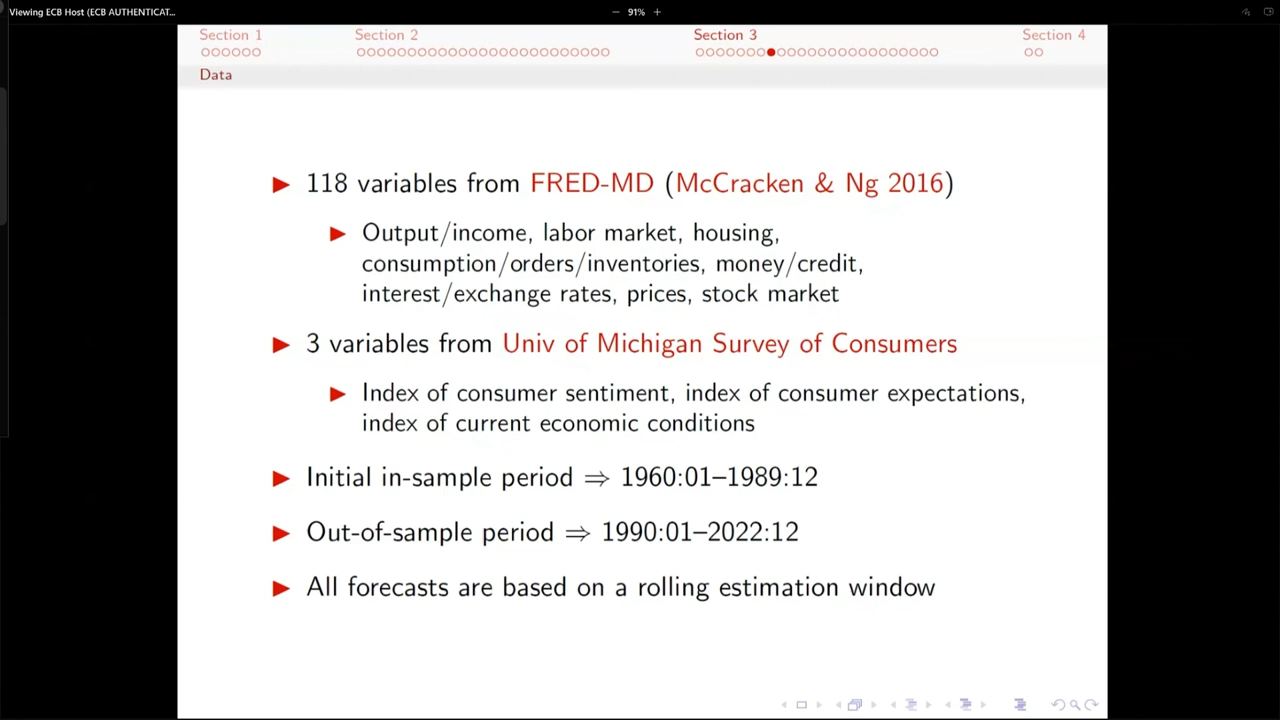 Viewing ECB Host (ECB AUTHENTICAT...
91%
Section 1
Section 2
Section 3
Section 4
Data
118 variables from FRED-MD (McCracken & Ng 2016)
Output/income, labor market, housing,
consumption/orders/inventories, money/credit,
interest/exchange rates, prices, stock market
3 variables from Univ of Michigan Survey of Consumers
Index of consumer sentiment, index of consumer expectations,
index of current economic conditions
Initial in-sample period ⇒ 1960:01–1989:12
Out-of-sample period ⇒ 1990:01–2022:12
All forecasts are based on a rolling estimation window